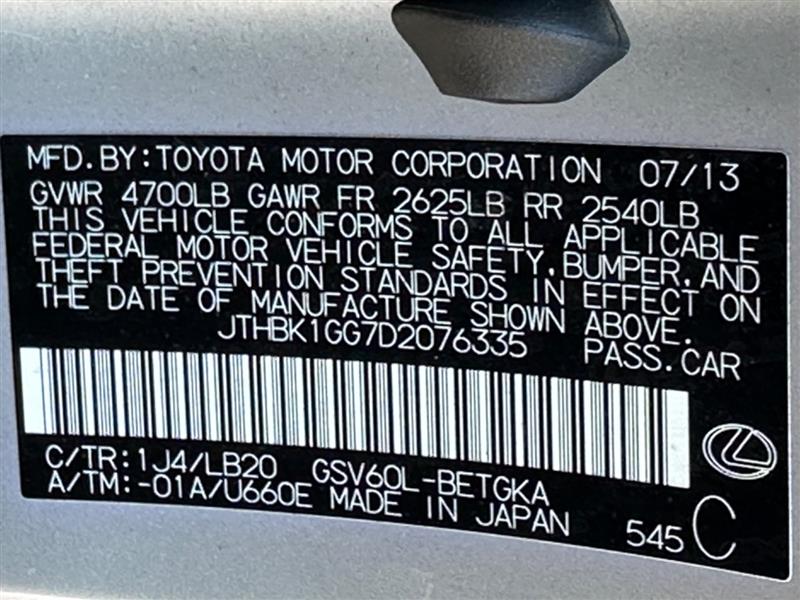 MFD.BY:TOYOTA MOTOR CORPORATION 07/13
GVWR 4700LB GAWR FR 2625LB RR 2540LB
THIS VEHICLE CONFORMS TO ALL APPLICABLE
FEDERAL MOTOR VEHICLE SAFETY,BUMPER,AND
THEFT PREVENTION STANDARDS IN EFFECT ON
THE DATE OF MANUFACTURE SHOWN ABOVE.
JTHBK1GG7D2076335 PASS.CAR
C/TR:1J4/LB20 GSV60L-BETGKA
A/TM:-01A/U660E MADE IN JAPAN 545 C